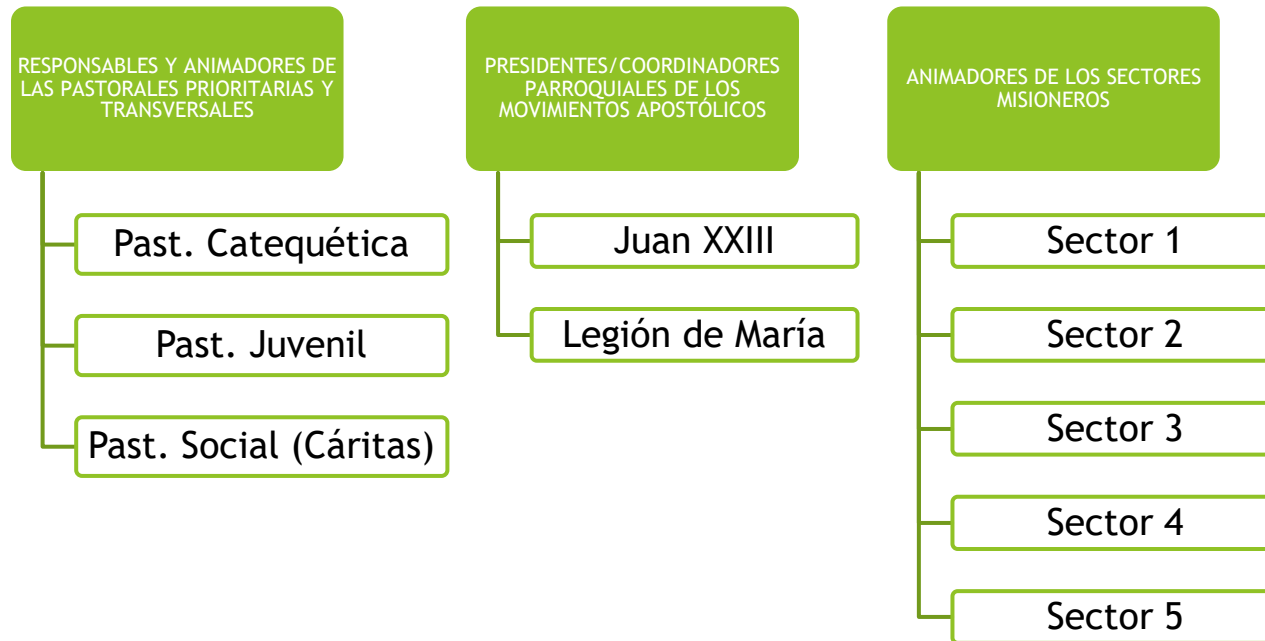 RESPONSABLES Y ANIMADORES DE
LAS PASTORALES PRIORITARIAS Y
TRANSVERSALES
Past. Catequética
Past. Juvenil
Past. Social (Cáritas)
PRESIDENTES/COORDINADORES
PARROQUIALES DE LOS
MOVIMIENTOS APOSTÓLICOS
Juan XXIII
Legión de María
ANIMADORES DE LOS SECTORES
MISIONEROS
Sector 1
Sector 2
Sector 3
Sector 4
Sector 5